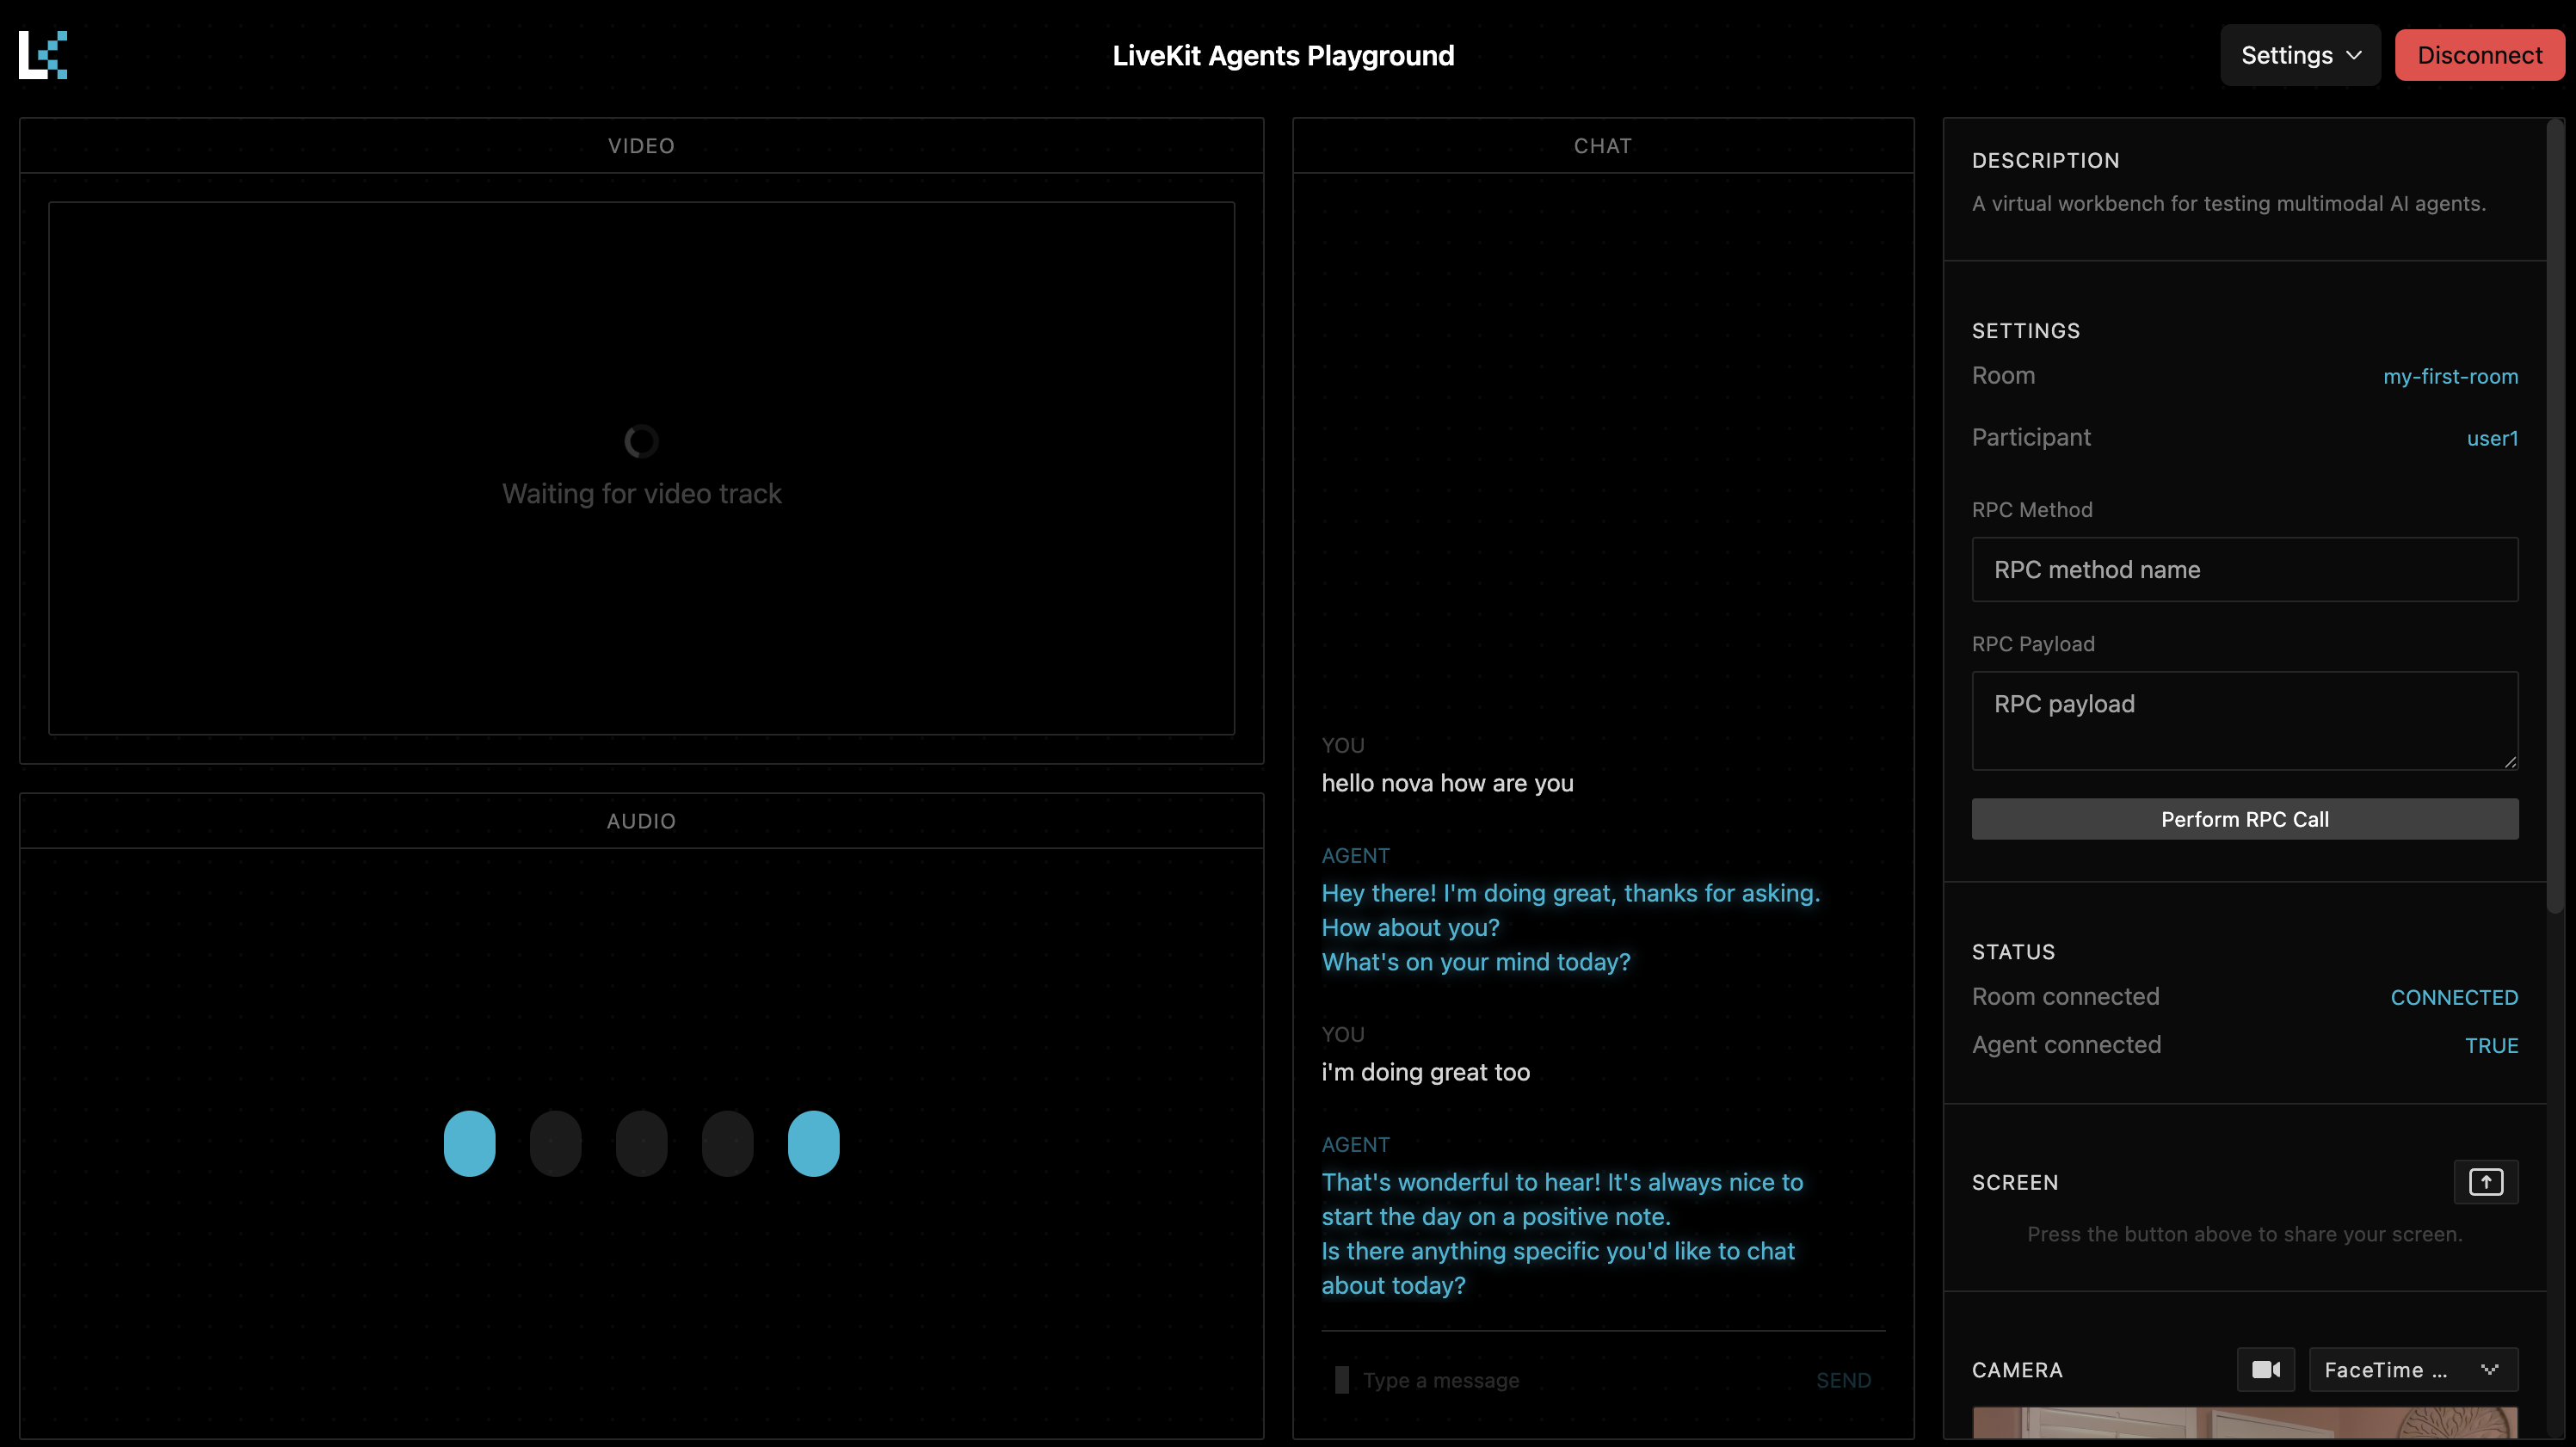 LiveKit Agents Playground
Settings
Disconnect
VIDEO
Waiting for video track
AUDIO
CHAT
YOU
hello nova how are you
AGENT
Hey there! I'm doing great, thanks for asking.
How about you?
What's on your mind today?
YOU
i'm doing great too
AGENT
That's wonderful to hear! It's always nice to
start the day on a positive note.
Is there anything specific you'd like to chat
about today?
Type a message
SEND
DESCRIPTION
A virtual workbench for testing multimodal AI agents.
SETTINGS
Room
my-first-room
Participant
user1
RPC Method
RPC method name
RPC Payload
RPC payload
Perform RPC Call
STATUS
Room connected
CONNECTED
Agent connected
TRUE
SCREEN
Press the button above to share your screen.
CAMERA
FaceTime ...